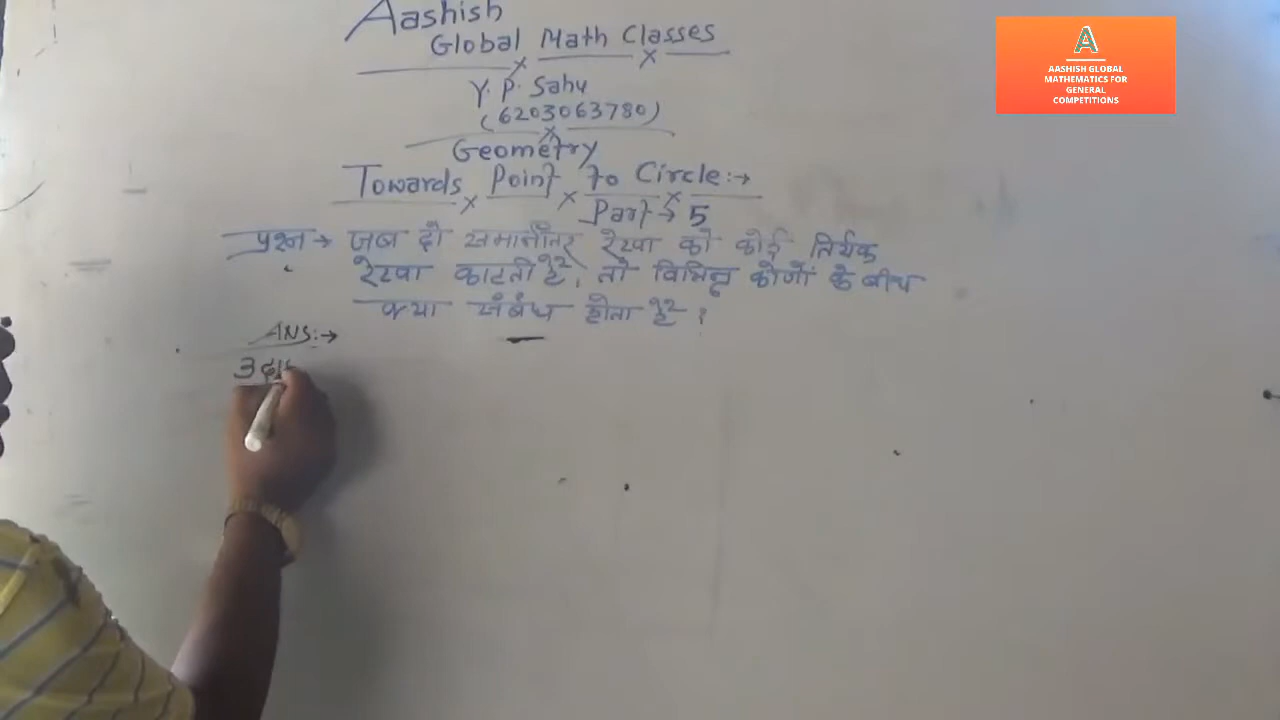 Aashish
Global Math Classes
Y. P. Sahu
(6203063780)
Geometry
Towards Point to Circle:→
Part → 5
प्रश्न → जब दो समानांतर रेखा को कोई तिर्यक
रेखा काटती है, तो विभिन्न कोणों के बीच
क्या संबंध होता है ?
ANS:→
A
AASHISH GLOBAL
MATHEMATICS FOR
GENERAL
COMPETITIONS